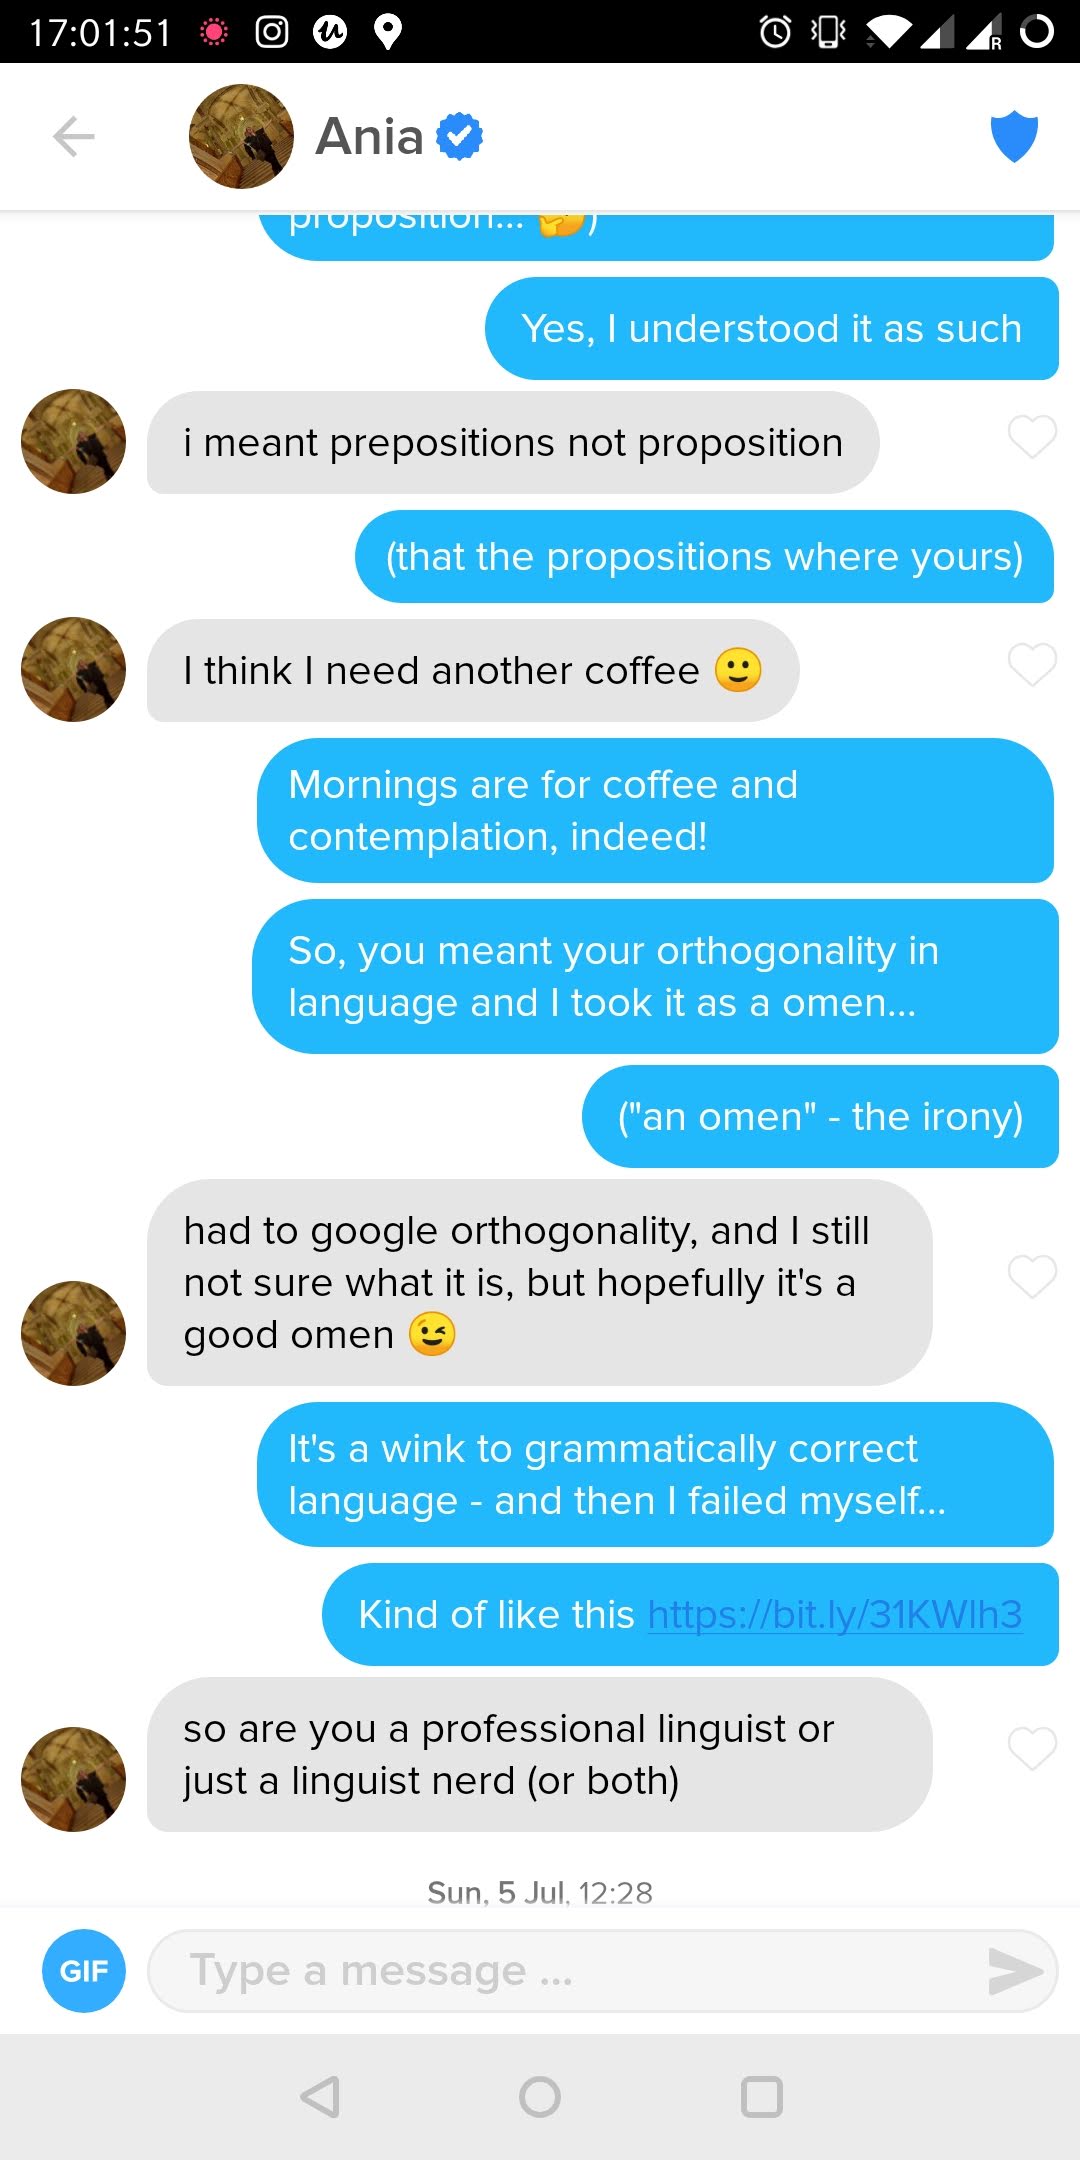 17:01:51
R
Ania
proposition... 🤔)
Yes, I understood it as such
i meant prepositions not proposition
(that the propositions where yours)
I think I need another coffee 🙂
Mornings are for coffee and
contemplation, indeed!
So, you meant your orthogonality in
language and I took it as a omen...
("an omen" - the irony)
had to google orthogonality, and I still
not sure what it is, but hopefully it's a
good omen 😉
It's a wink to grammatically correct
language - and then I failed myself...
Kind of like this https://bit.ly/31KWlh3
so are you a professional linguist or
just a linguist nerd (or both)
Sun, 5 Jul, 12:28
GIF
Type a message ...